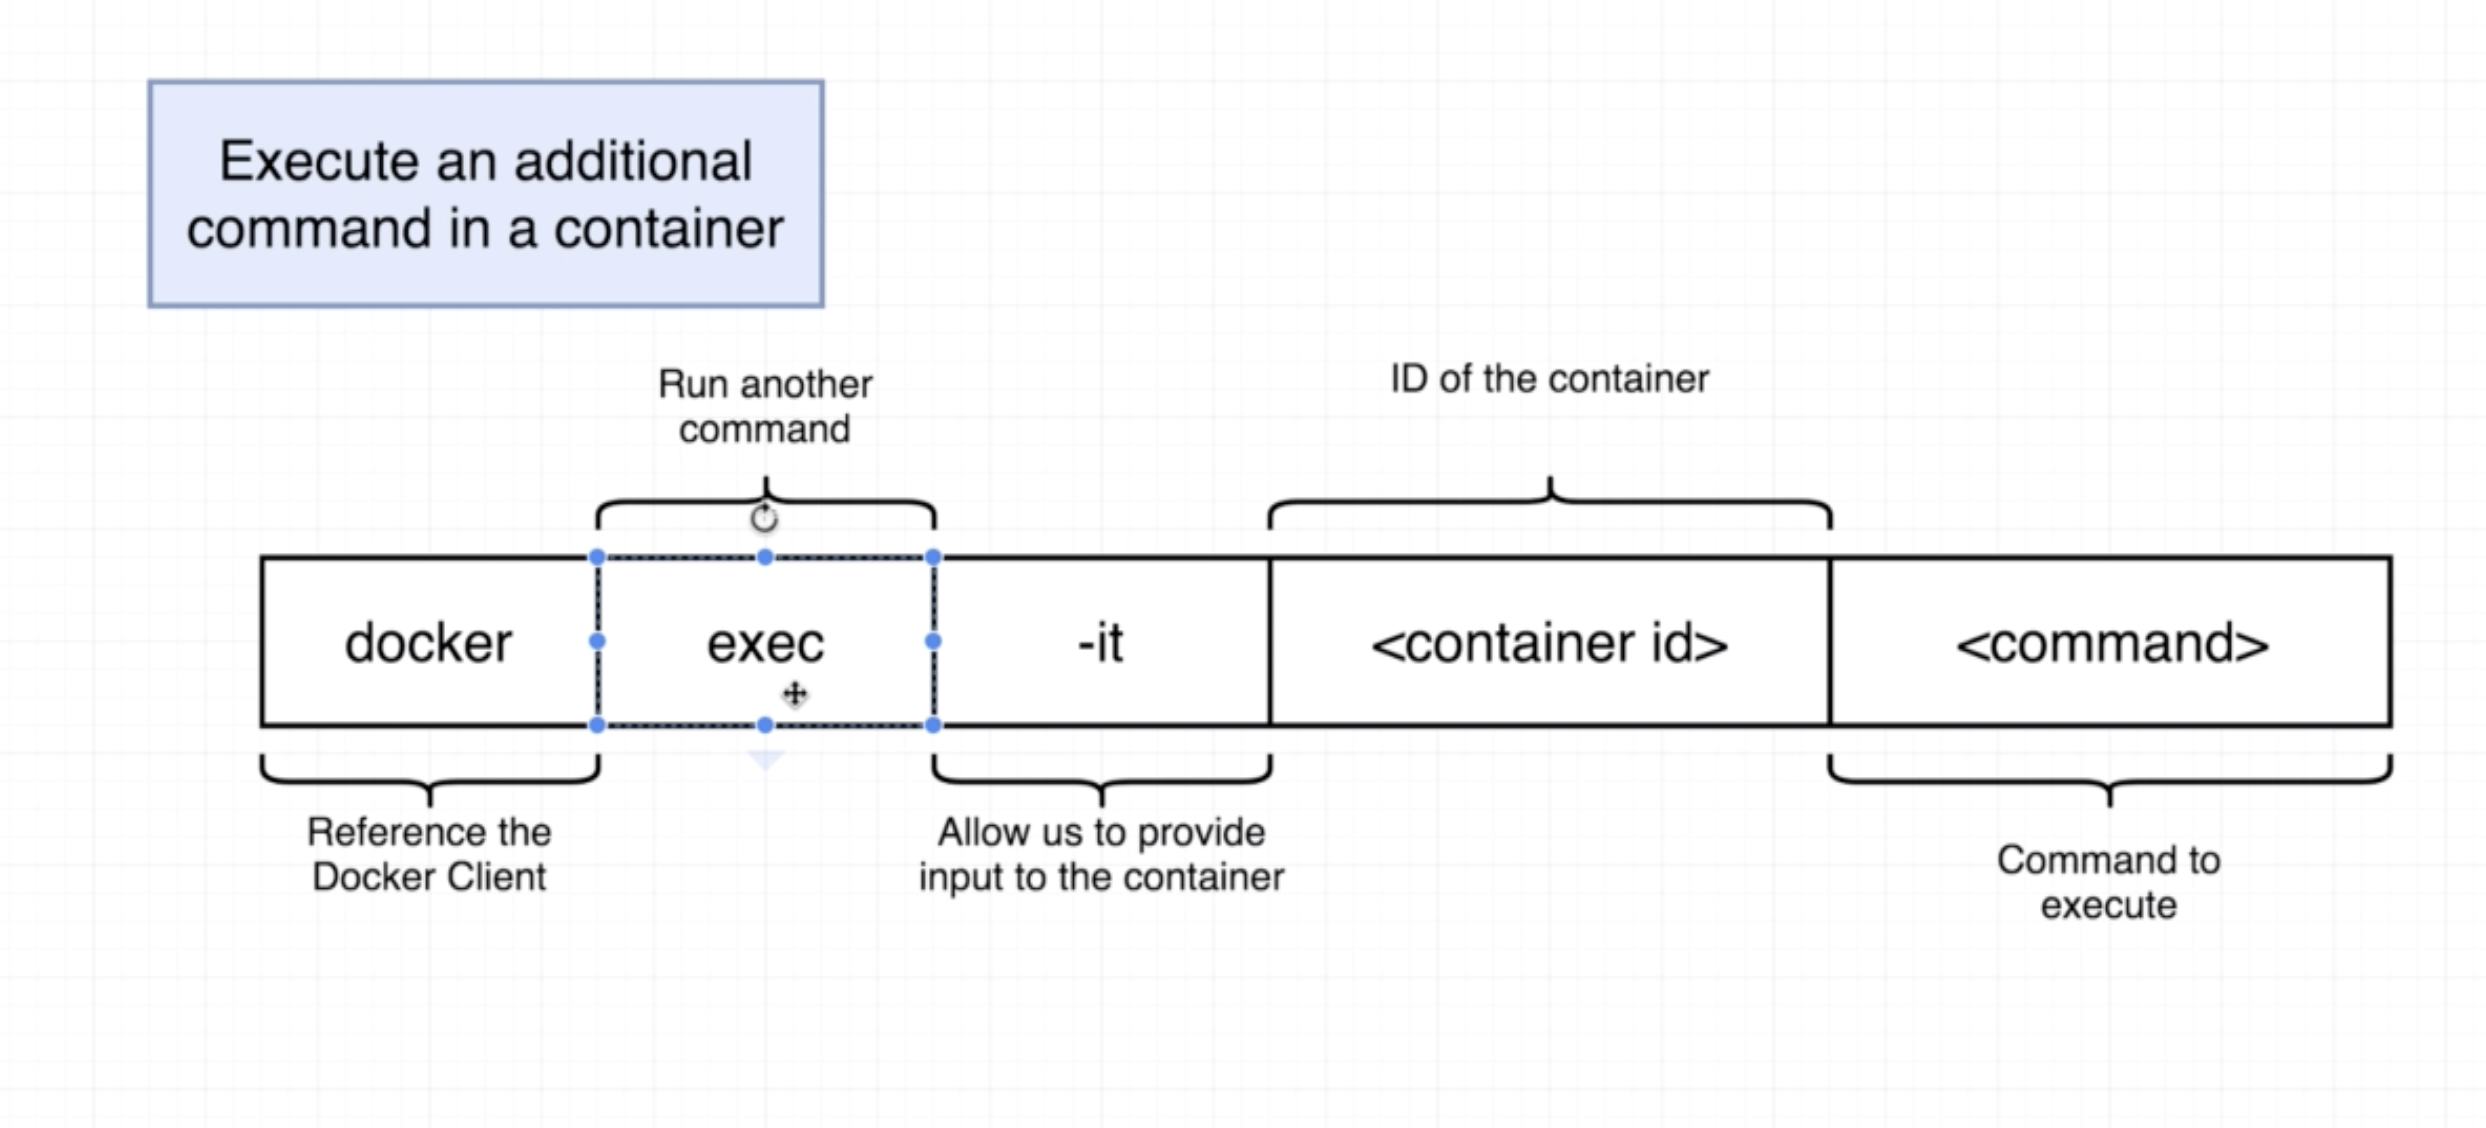 Execute an additional
command in a container
Run another
command
ID of the container
docker
exec
-it
<container id>
<command>
Reference the
Docker Client
Allow us to provide
input to the container
Command to
execute